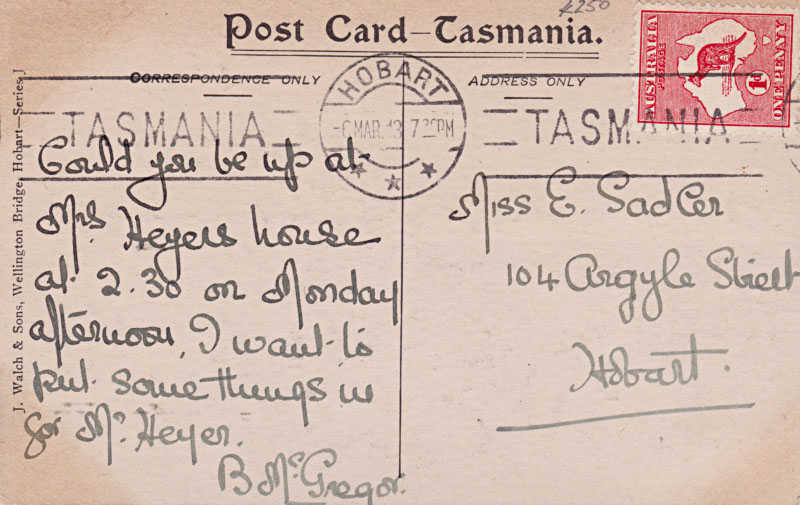 £250
Post Card – Tasmania.
CORRESPONDENCE ONLY
ADDRESS ONLY
AUSTRALIA
POSTAGE
1d
ONE PENNY
HOBART
-6 MAR. 13 7 30PM
TASMANIA
TASMANIA
Could you be up at
Mrs Heyers house
at 2.30 on Monday
afternoon, I want to
put some things in
for Mr. Heyer.
B McGregor.
Miss E. Sadler
104 Argyle Street
Hobart.
J. Walch & Sons, Wellington Bridge, Hobart—Series J